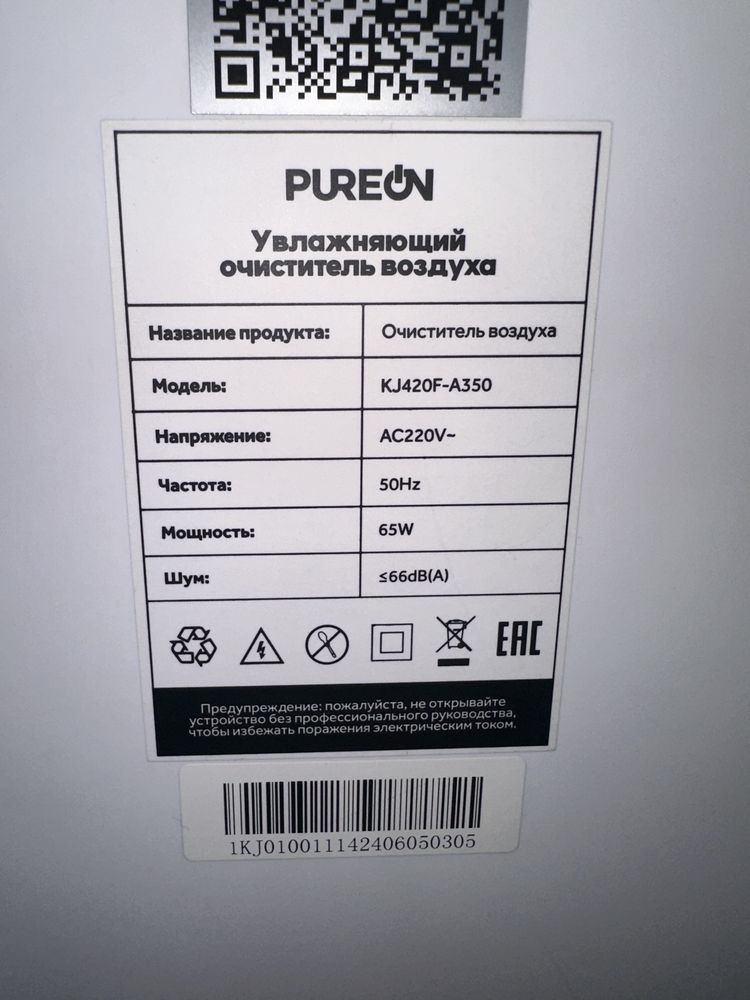 PUREON
Увлажняющий
очиститель воздуха
Название продукта: Очиститель воздуха
Модель: KJ420F-A350
Напряжение: AC220V~
Частота: 50Hz
Мощность: 65W
Шум: ≤66dB(A)
EAC
Предупреждение: пожалуйста, не открывайте
устройство без профессионального руководства,
чтобы избежать поражения электрическим током.
1KJ010011142406050305